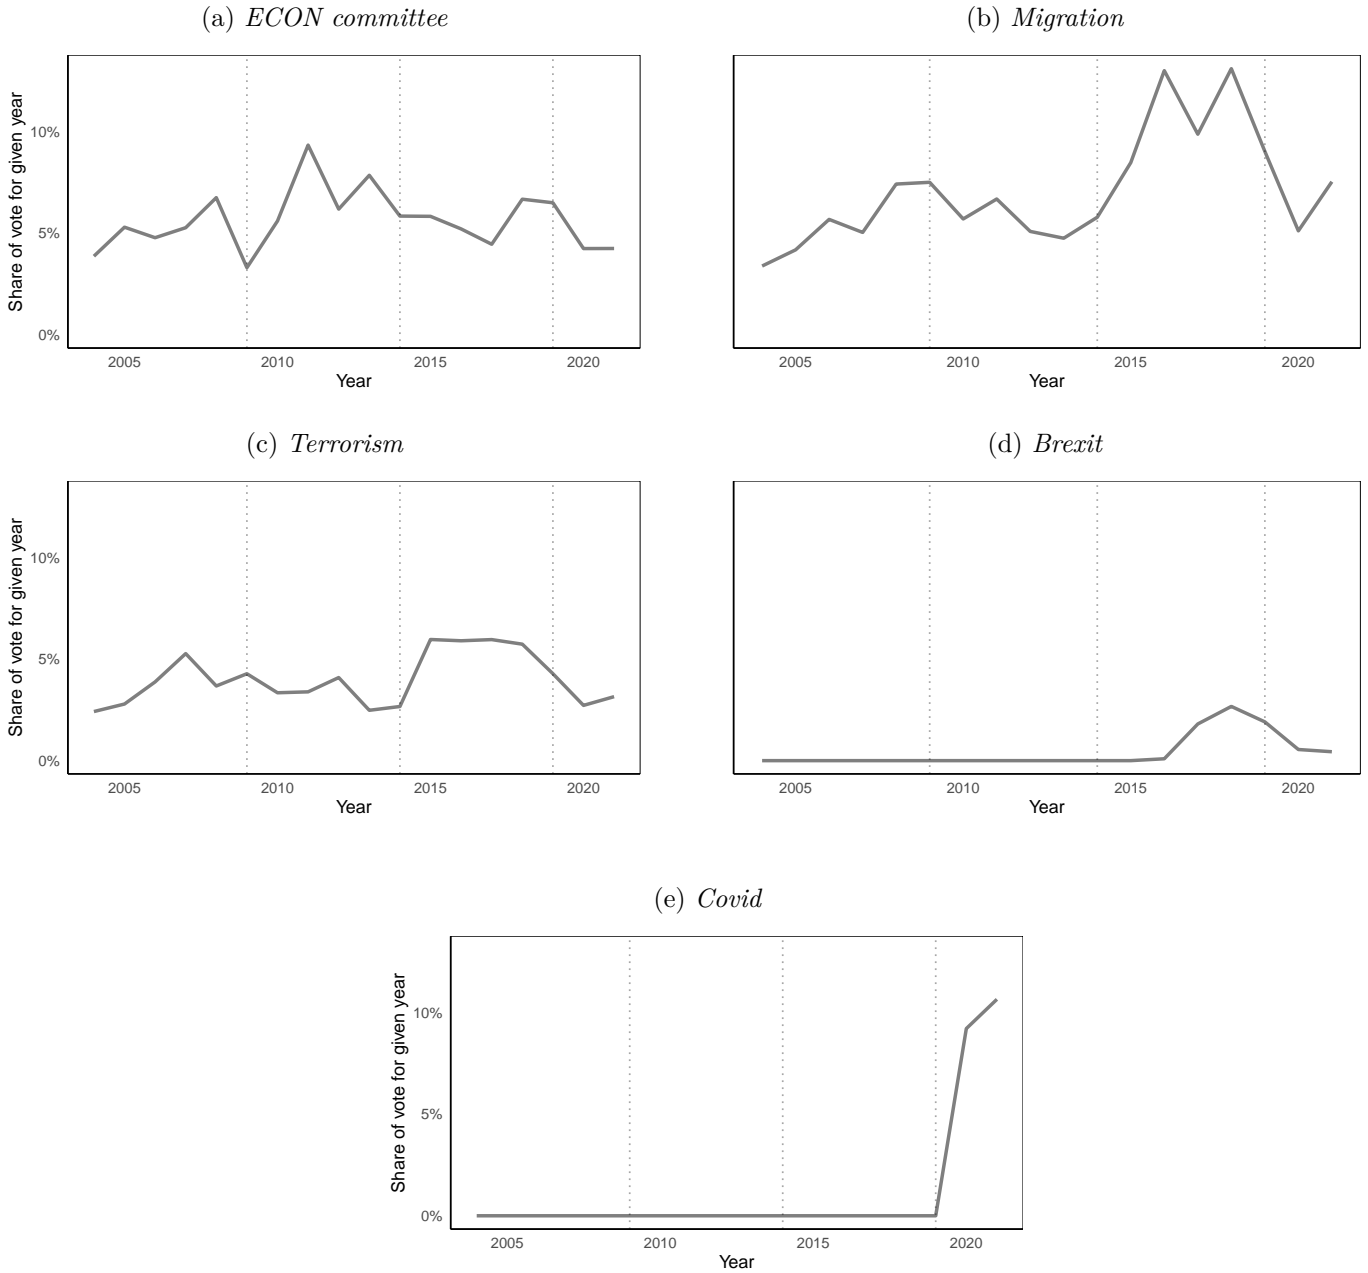 (a) ECON committee
Share of vote for given year
10%
5%
0%
2005 2010 2015 2020
Year
(b) Migration
2005 2010 2015 2020
Year
(c) Terrorism
Share of vote for given year
10%
5%
0%
2005 2010 2015 2020
Year
(d) Brexit
2005 2010 2015 2020
Year
(e) Covid
Share of vote for given year
10%
5%
0%
2005 2010 2015 2020
Year